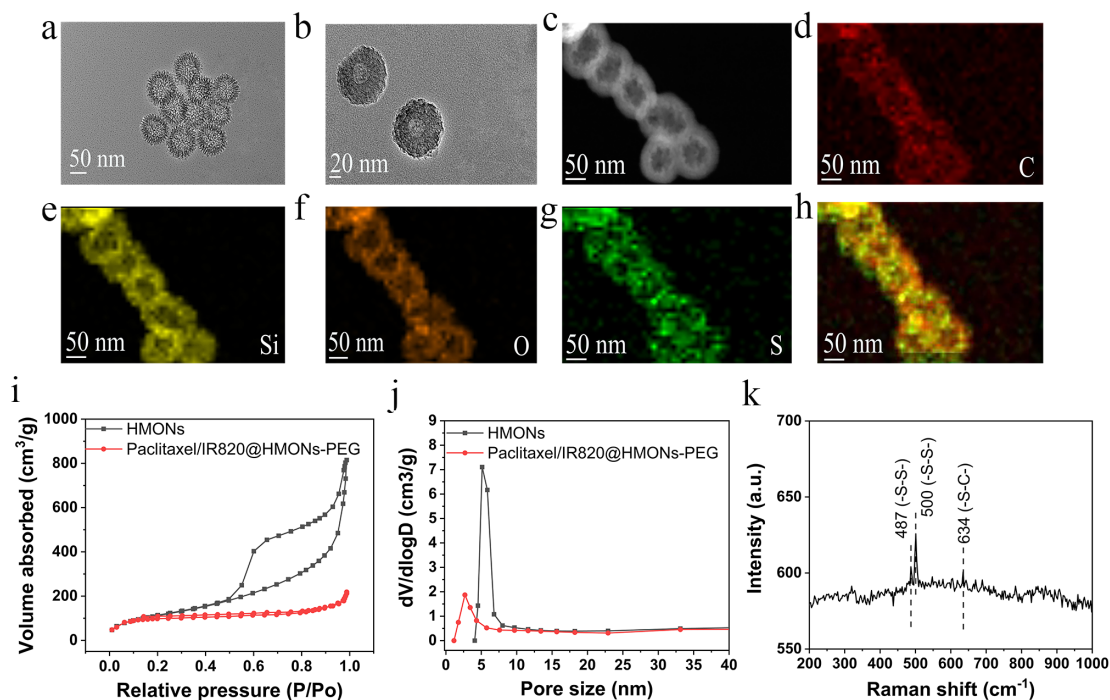 a
50 nm
b
20 nm
c
50 nm
d
50 nm
C
e
50 nm
Si
f
50 nm
O
g
50 nm
S
h
50 nm
i
1000
800
600
400
200
0
0.0 0.2 0.4 0.6 0.8 1.0
Volume absorbed (cm³/g)
Relative pressure (P/Po)
HMONs
Paclitaxel/IR820@HMONs-PEG
j
9
8
7
6
5
4
3
2
1
0
0 5 10 15 20 25 30 35 40
dV/dlogD (cm3/g)
Pore size (nm)
HMONs
Paclitaxel/IR820@HMONs-PEG
k
700
650
600
550
200 300 400 500 600 700 800 900 1000
Intensity (a.u.)
Raman shift (cm⁻¹)
487 (-S-S-)
500 (-S-S-)
634 (-S-C-)